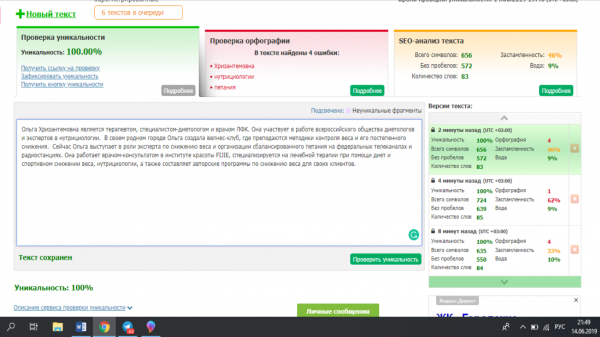 Новый текст
6 текстов в очереди
Проверка уникальности
Уникальность: 100.00%
Получить ссылку на проверку
Зафиксировать уникальность
Получить кнопку уникальности
Подробнее
Проверка орфографии
В тексте найдены 4 ошибки:
Хризантемовна
нутрициологии
петания
Подробнее
SEO-анализ текста
Всего символов: 656 Заспамленность: 46%
Без пробелов: 572 Вода: 9%
Количество слов: 83
Подробнее
Подсвечено: Неуникальные фрагменты
Ольга Хризантемовна является терапевтом, специалистом-диетологом и врачом ЛФК. Она участвует в работе всероссийского общества диетологов
и экспертов в нутрициологии. В своем родном городе Ольга создала велнес-клуб, где преподаются методики контроля веса и его постепенного
снижения. Сейчас Ольга выступает в роли эксперта по снижению веса и организации сбалансированного петания на федеральных телеканалах и
радиостанциях. Она работает врачом-консультантом в институте красоты FIJIE, специализируется на лечебной терапии при помощи диет и
спортивном снижении веса, нутрициологии, а также составляет авторские программы по снижению веса для своих клиентов.
Текст сохранен
Проверить уникальность
Уникальность: 100%
Описание сервиса проверки уникальности
Личные сообщения
Версии текста:
2 минуты назад (UTC +03:00)
Уникальность 100% Орфография 4
Всего символов 656 Заспамленность 46%
Без пробелов 572 Вода 9%
Количество слов 83
4 минуты назад (UTC +03:00)
Уникальность 100% Орфография 1
Всего символов 724 Заспамленность 62%
Без пробелов 639 Вода 9%
Количество слов 85
8 минут назад (UTC +03:00)
Уникальность 100% Орфография 4
Всего символов 635 Заспамленность 33%
Без пробелов 550 Вода 10%
Количество слов 84
Яндекс.Директ
РУС
21:49
14.06.2019